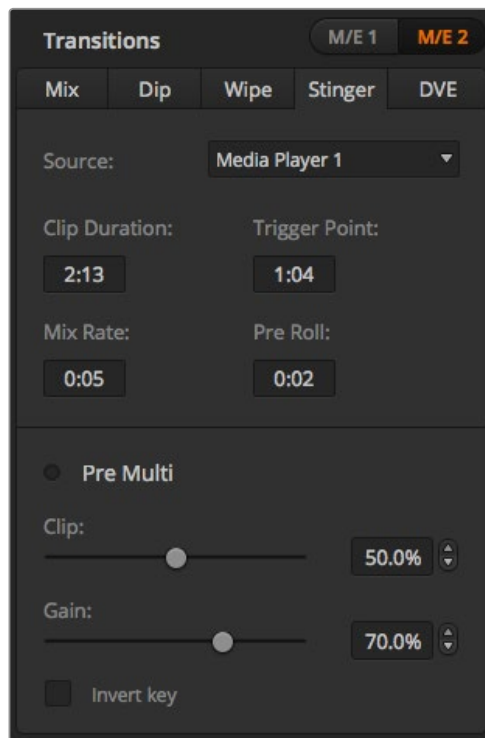 Transitions M/E 1 M/E 2
Mix Dip Wipe Stinger DVE
Source: Media Player 1
Clip Duration: Trigger Point:
2:13 1:04
Mix Rate: Pre Roll:
0:05 0:02
Pre Multi
Clip:
50.0%
Gain:
70.0%
Invert key